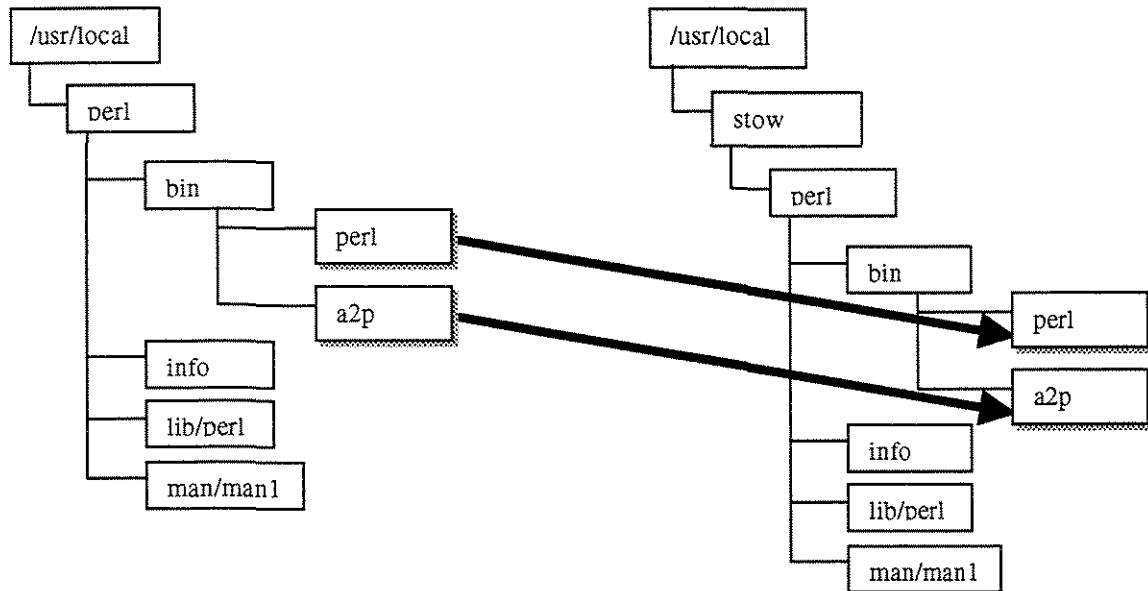 /usr/local
perl
bin
perl
a2p
info
lib/perl
man/man1
/usr/local
stow
perl
bin
perl
a2p
info
lib/perl
man/man1